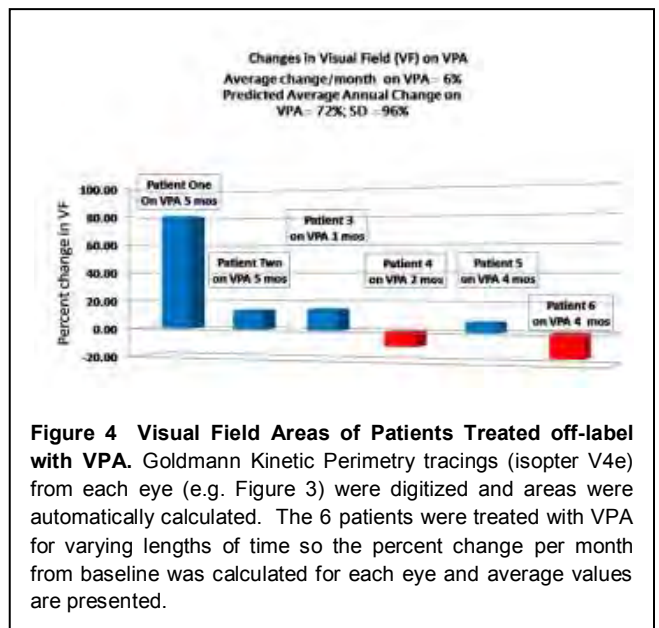 Changes in Visual Field (VF) on VPA
Average change/month on VPA= 6%
Predicted Average Annual Change on
VPA= 72%; SD =96%
Percent change in VF
100.00
80.00
60.00
40.00
20.00
0.00
-20.00
Patient One
On VPA 5 mos
Patient Two
on VPA 5 mos
Patient 3
on VPA 1 mos
Patient 4
on VPA 2 mos
Patient 5
on VPA 4 mos
Patient 6
on VPA 4 mos
Figure 4 Visual Field Areas of Patients Treated off-label
with VPA. Goldmann Kinetic Perimetry tracings (isopter V4e)
from each eye (e.g. Figure 3) were digitized and areas were
automatically calculated. The 6 patients were treated with VPA
for varying lengths of time so the percent change per month
from baseline was calculated for each eye and average values
are presented.